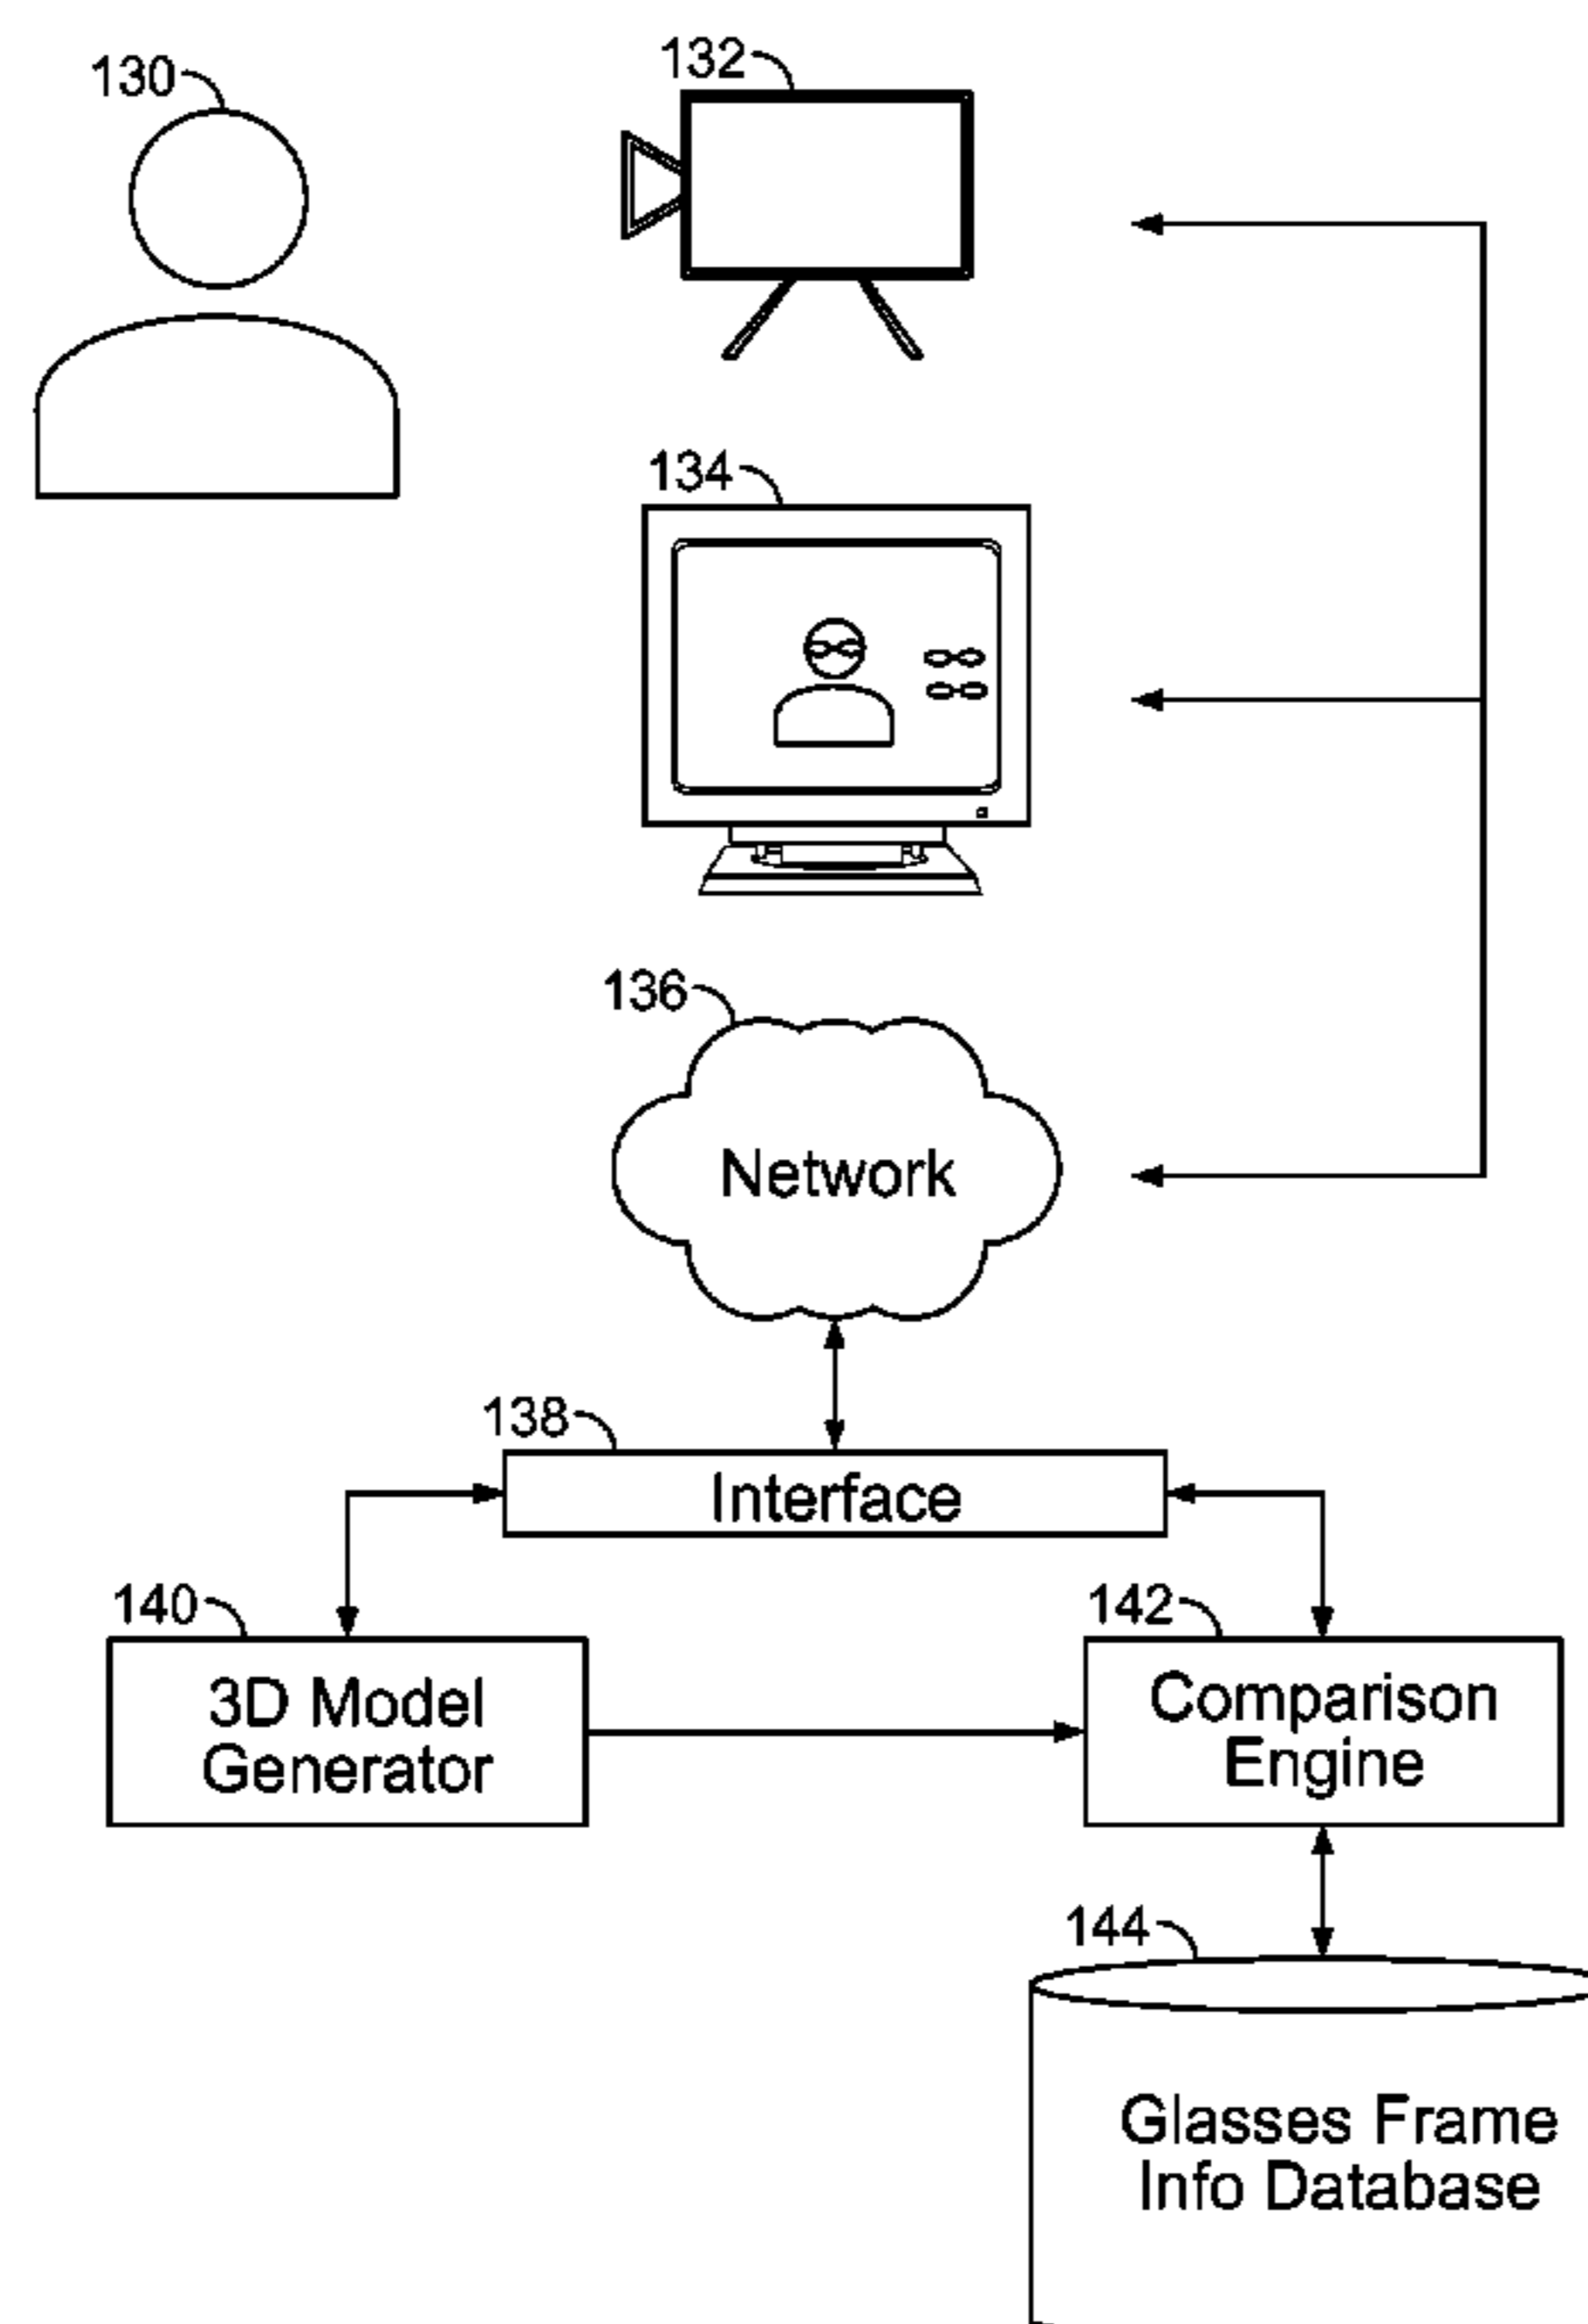 130
132
134
136
Network
138
Interface
140
142
3D Model
Generator
Comparison
Engine
144
Glasses Frame
Info Database